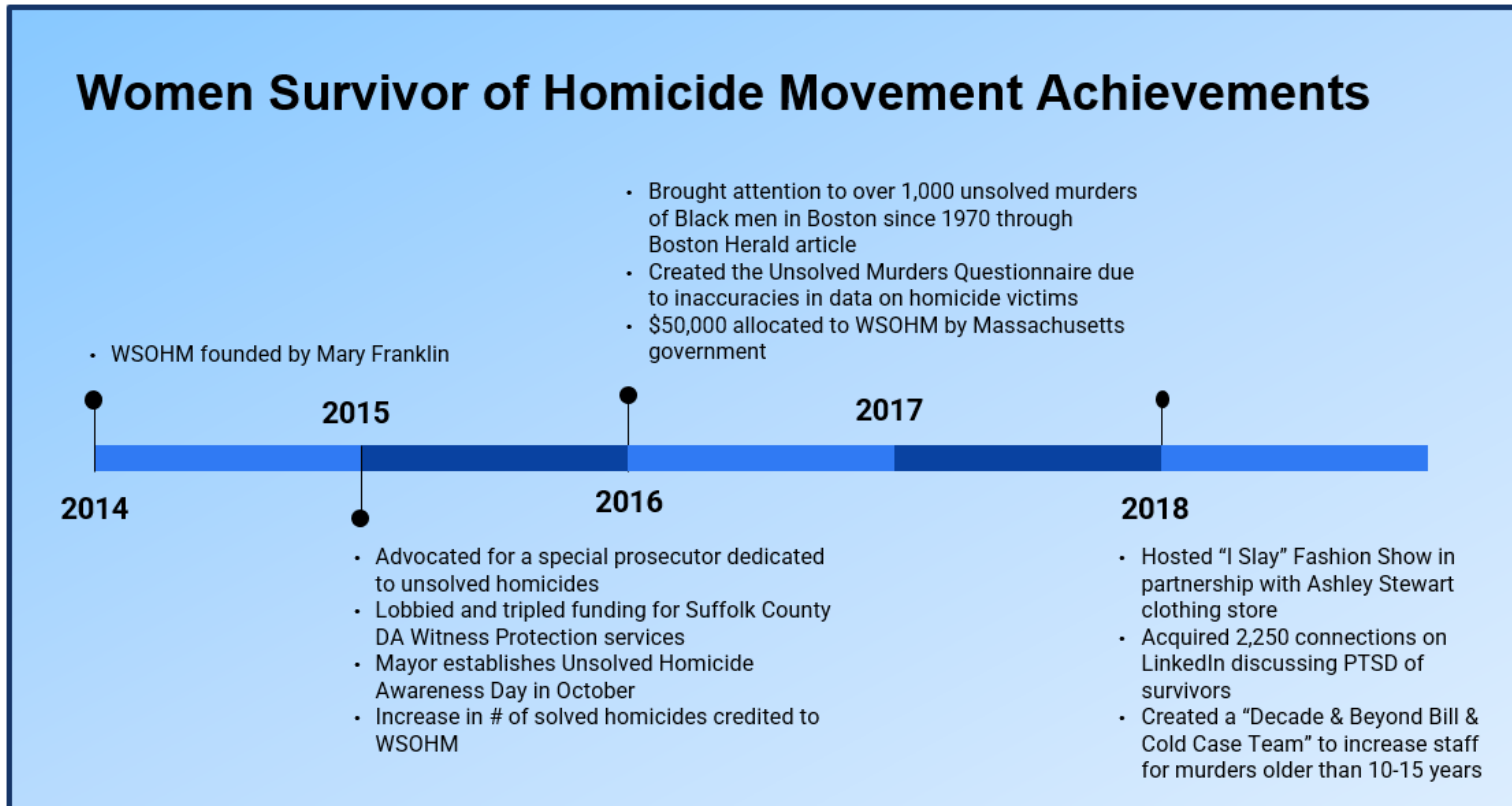 Women Survivor of Homicide Movement Achievements
• Brought attention to over 1,000 unsolved murders
of Black men in Boston since 1970 through
Boston Herald article
• Created the Unsolved Murders Questionnaire due
to inaccuracies in data on homicide victims
• $50,000 allocated to WSOHM by Massachusetts
government
• WSOHM founded by Mary Franklin
2015
2017
2014
2016
2018
• Advocated for a special prosecutor dedicated
to unsolved homicides
• Lobbied and tripled funding for Suffolk County
DA Witness Protection services
• Mayor establishes Unsolved Homicide
Awareness Day in October
• Increase in # of solved homicides credited to
WSOHM
• Hosted “I Slay” Fashion Show in
partnership with Ashley Stewart
clothing store
• Acquired 2,250 connections on
LinkedIn discussing PTSD of
survivors
• Created a “Decade & Beyond Bill &
Cold Case Team” to increase staff
for murders older than 10-15 years